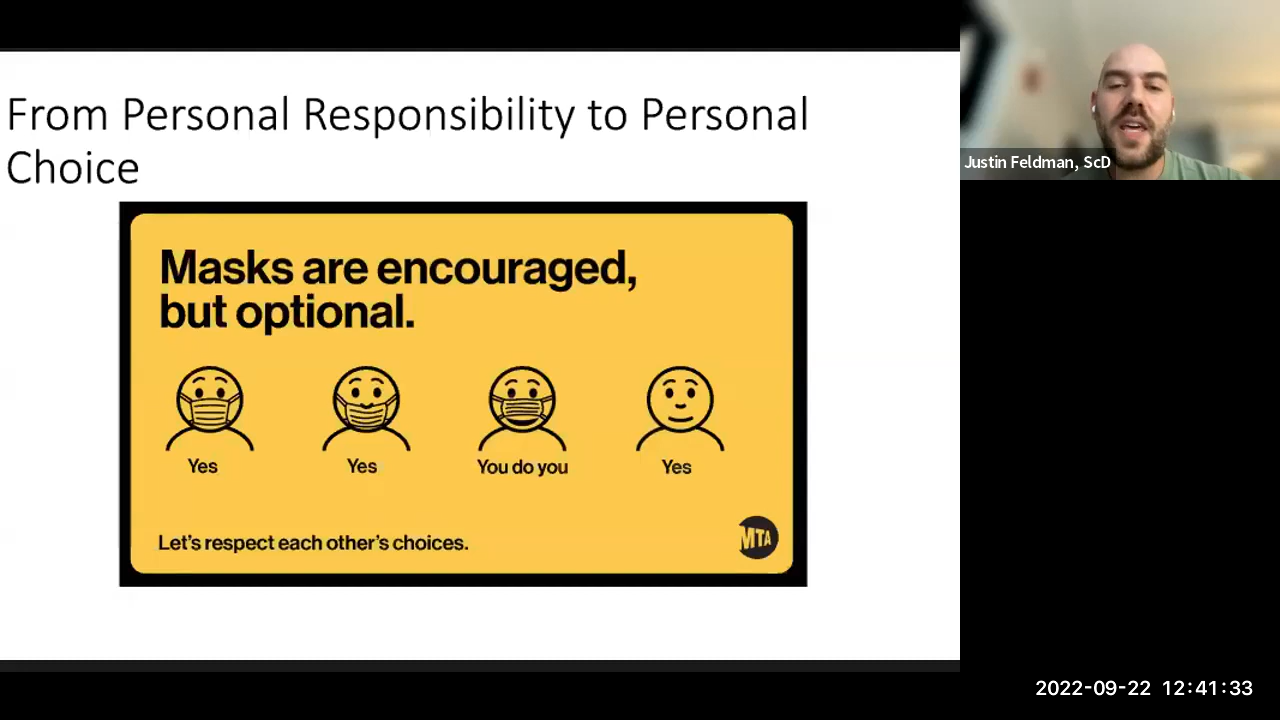 From Personal Responsibility to Personal
Choice
Masks are encouraged,
but optional.
Yes
Yes
You do you
Yes
Let's respect each other's choices.
MTA
Justin Feldman, ScD
2022-09-22 12:41:33